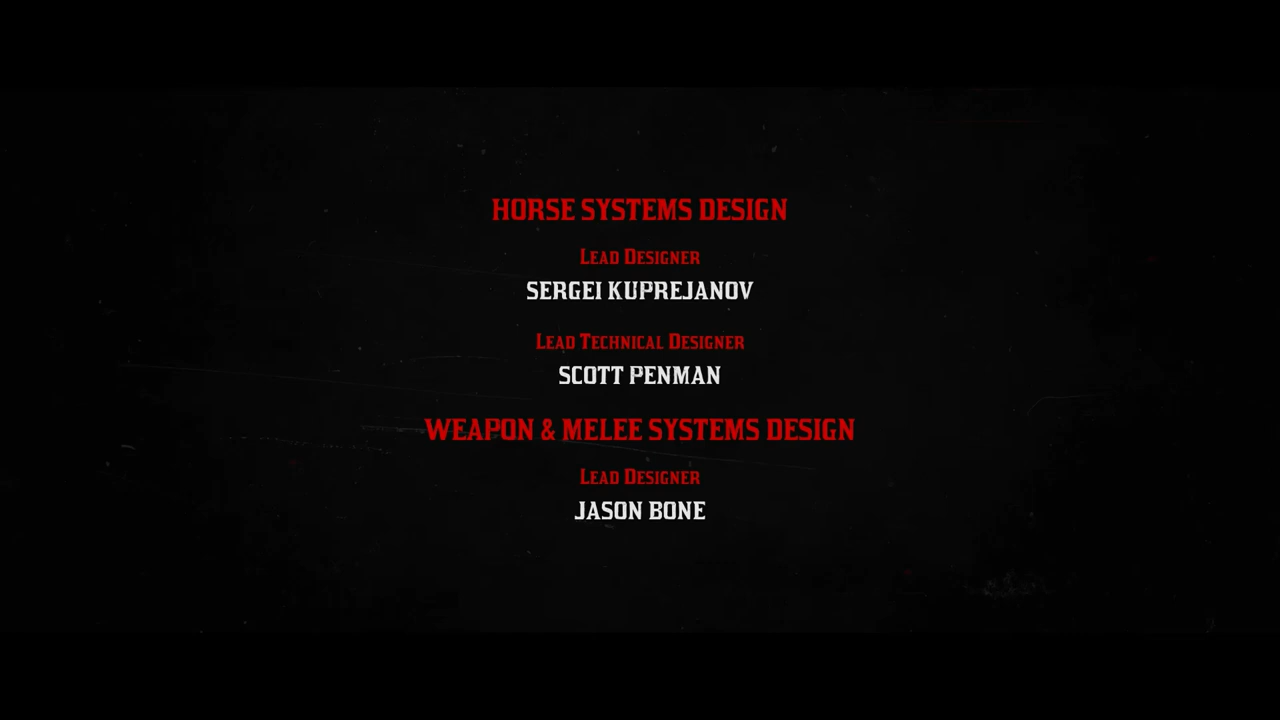 HORSE SYSTEMS DESIGN
LEAD DESIGNER
SERGEI KUPREJANOV
LEAD TECHNICAL DESIGNER
SCOTT PENMAN
WEAPON & MELEE SYSTEMS DESIGN
LEAD DESIGNER
JASON BONE